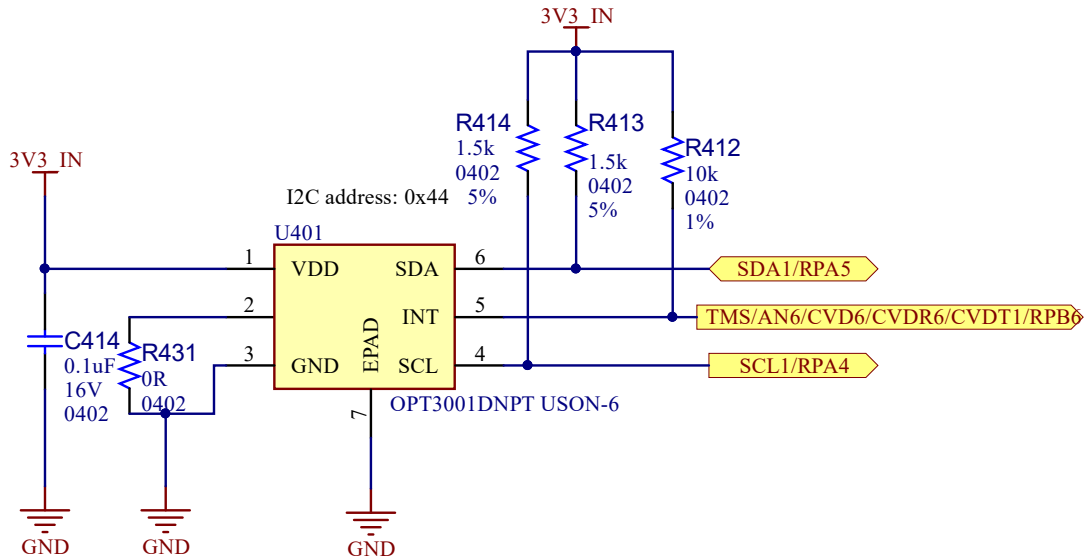 3V3_IN
R414
1.5k
0402
5%
R413
1.5k
0402
5%
R412
10k
0402
1%
3V3_IN
I2C address: 0x44
U401
1
VDD
SDA
6
SDA1/RPA5
2
INT
5
TMS/AN6/CVD6/CVDR6/CVDT1/RPB6
3
GND
EPAD
SCL
4
SCL1/RPA4
C414
0.1uF
16V
0402
R431
0R
0402
7
OPT3001DNPT USON-6
GND
GND
GND